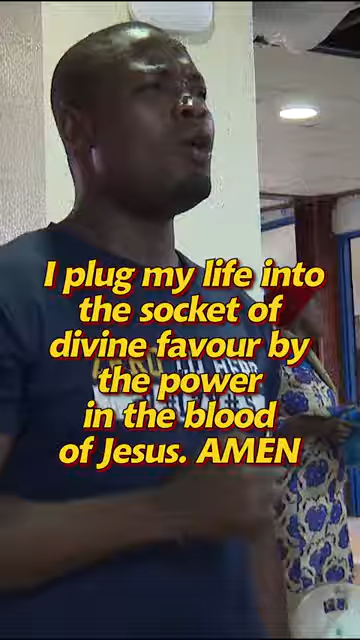 I plug my life into
the socket of
divine favour by
the power
in the blood
of Jesus. AMEN